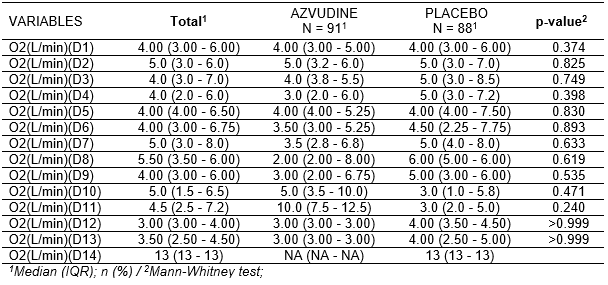 VARIABLES Total1 AZVUDINE N = 911 PLACEBO N = 881 p-value2
O2(L/min)(D1) 4.00 (3.00 - 6.00) 4.00 (3.00 - 5.00) 4.00 (3.00 - 6.00) 0.374
O2(L/min)(D2) 5.0 (3.0 - 6.0) 5.0 (3.2 - 6.0) 5.0 (3.0 - 7.0) 0.825
O2(L/min)(D3) 4.0 (3.0 - 7.0) 4.0 (3.8 - 5.5) 5.0 (3.0 - 8.5) 0.749
O2(L/min)(D4) 4.0 (2.0 - 6.0) 3.0 (2.0 - 6.0) 5.0 (3.0 - 7.2) 0.398
O2(L/min)(D5) 4.00 (4.00 - 6.50) 4.00 (4.00 - 5.25) 4.00 (4.00 - 7.50) 0.830
O2(L/min)(D6) 4.00 (3.00 - 6.75) 3.50 (3.00 - 5.25) 4.50 (2.25 - 7.75) 0.893
O2(L/min)(D7) 5.0 (3.0 - 8.0) 3.5 (2.8 - 6.8) 5.0 (4.0 - 8.0) 0.633
O2(L/min)(D8) 5.50 (3.50 - 6.00) 2.00 (2.00 - 8.00) 6.00 (5.00 - 6.00) 0.619
O2(L/min)(D9) 4.00 (3.00 - 6.00) 3.00 (2.00 - 6.75) 5.00 (3.00 - 6.00) 0.535
O2(L/min)(D10) 5.0 (1.5 - 6.5) 5.0 (3.5 - 10.0) 3.0 (1.0 - 5.8) 0.471
O2(L/min)(D11) 4.5 (2.5 - 7.2) 10.0 (7.5 - 12.5) 3.0 (2.0 - 5.0) 0.240
O2(L/min)(D12) 3.00 (3.00 - 4.00) 3.00 (3.00 - 3.00) 4.00 (3.50 - 4.50) >0.999
O2(L/min)(D13) 3.50 (2.50 - 4.50) 3.00 (3.00 - 3.00) 4.00 (2.50 - 5.00) >0.999
O2(L/min)(D14) 13 (13 - 13) NA (NA - NA) 13 (13 - 13)
1Median (IQR); n (%) / 2Mann-Whitney test;